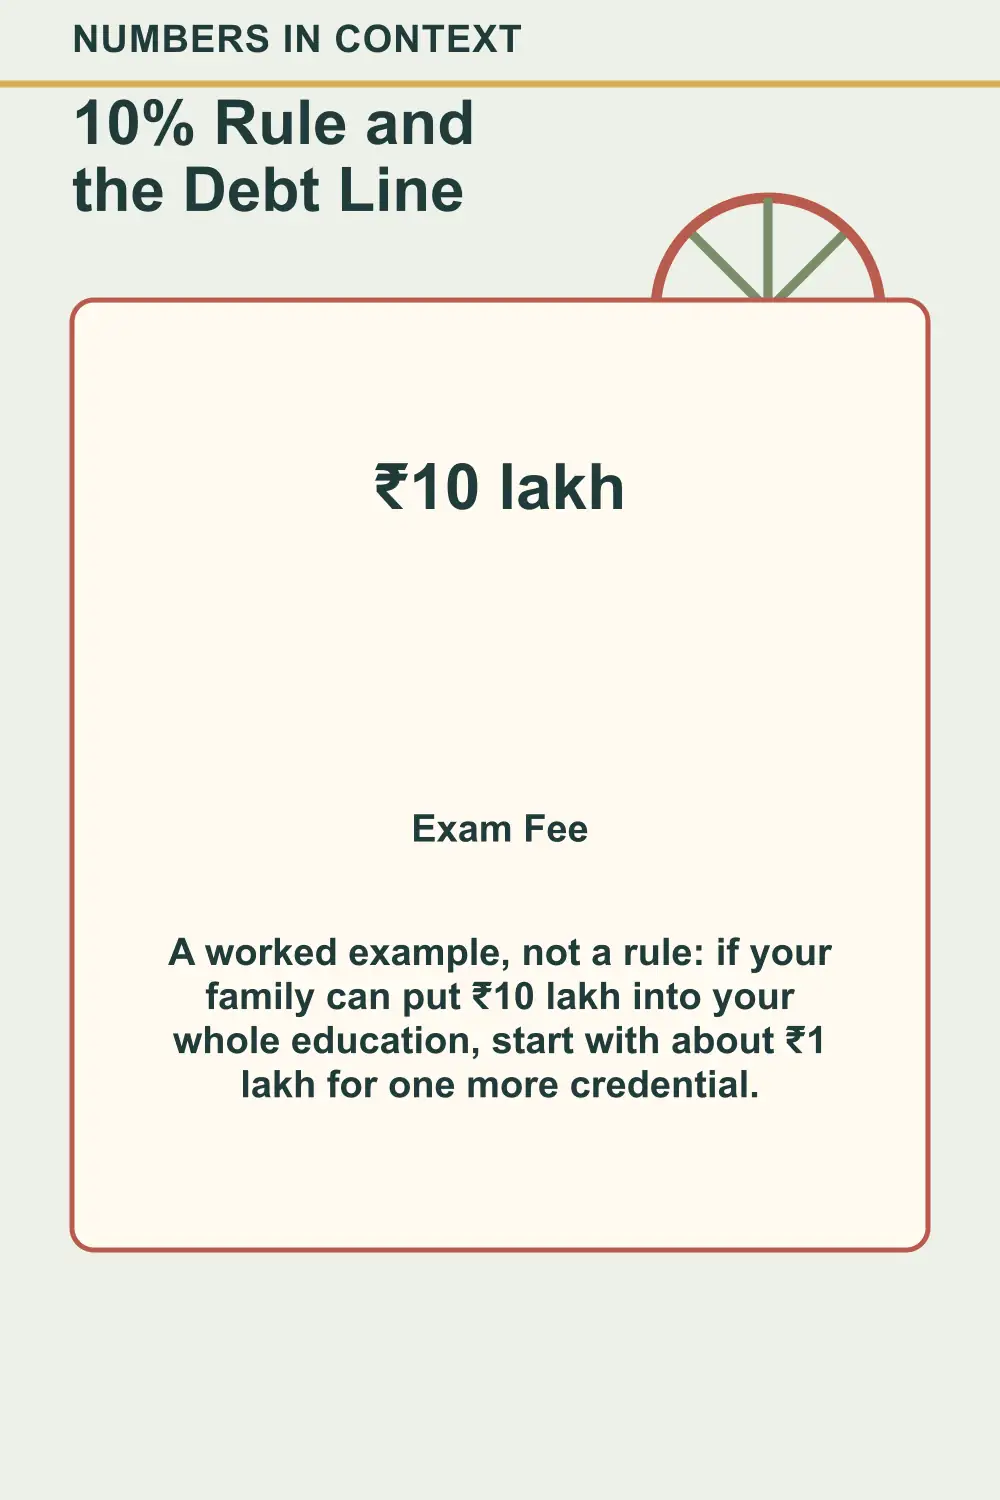 NUMBERS IN CONTEXT
10% Rule and
the Debt Line
₹10 lakh
Exam Fee
A worked example, not a rule: if your
family can put ₹10 lakh into your
whole education, start with about ₹1
lakh for one more credential.